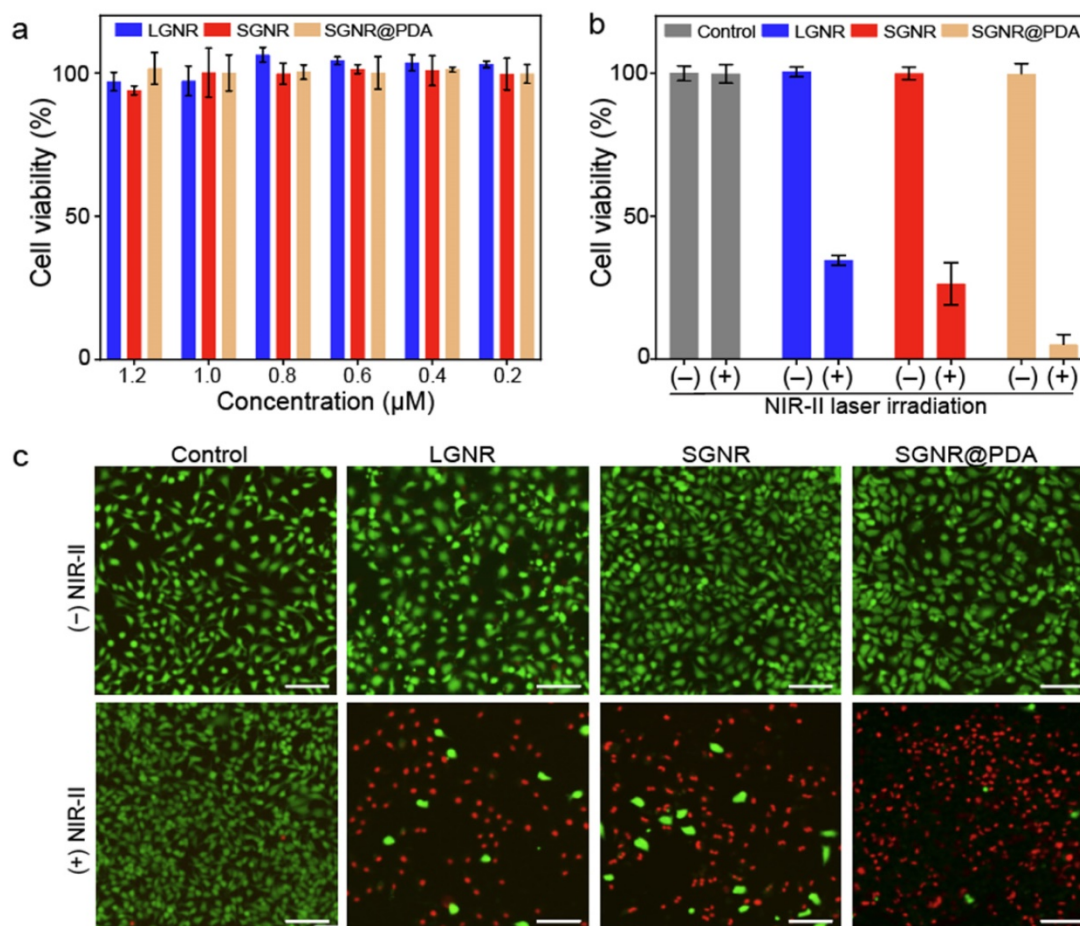 a
LGNR SGNR SGNR@PDA
Cell viability (%)
100
50
0
1.2 1.0 0.8 0.6 0.4 0.2
Concentration (µM)
b
Control LGNR SGNR SGNR@PDA
Cell viability (%)
100
50
0
(−) (+) (−) (+) (−) (+) (−) (+)
NIR-II laser irradiation
c
Control LGNR SGNR SGNR@PDA
(−) NIR-II
(+) NIR-II